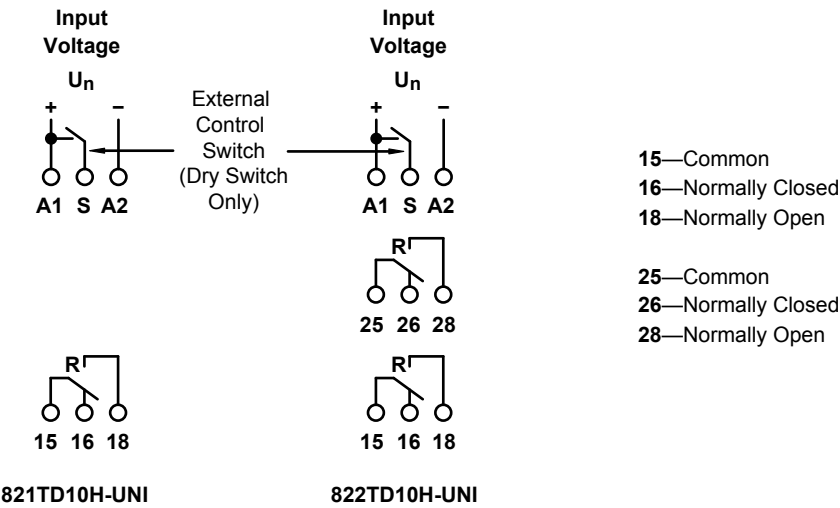 Input
Voltage
Un
+ –
A1 S A2
External
Control
Switch
(Dry Switch
Only)
Input
Voltage
Un
+ –
A1 S A2
R
25 26 28
R
15 16 18
821TD10H-UNI
R
15 16 18
822TD10H-UNI
15—Common
16—Normally Closed
18—Normally Open
25—Common
26—Normally Closed
28—Normally Open